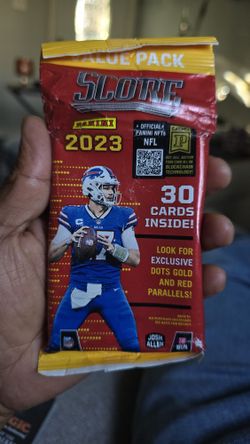 VALUE PACK
SCORE
PANINI
2023
OFFICIAL
PANINI NFTs
NFL
30
CARDS
INSIDE!
LOOK FOR
EXCLUSIVE
DOTS GOLD
AND RED
PARALLELS!
JOSH
ALLEN